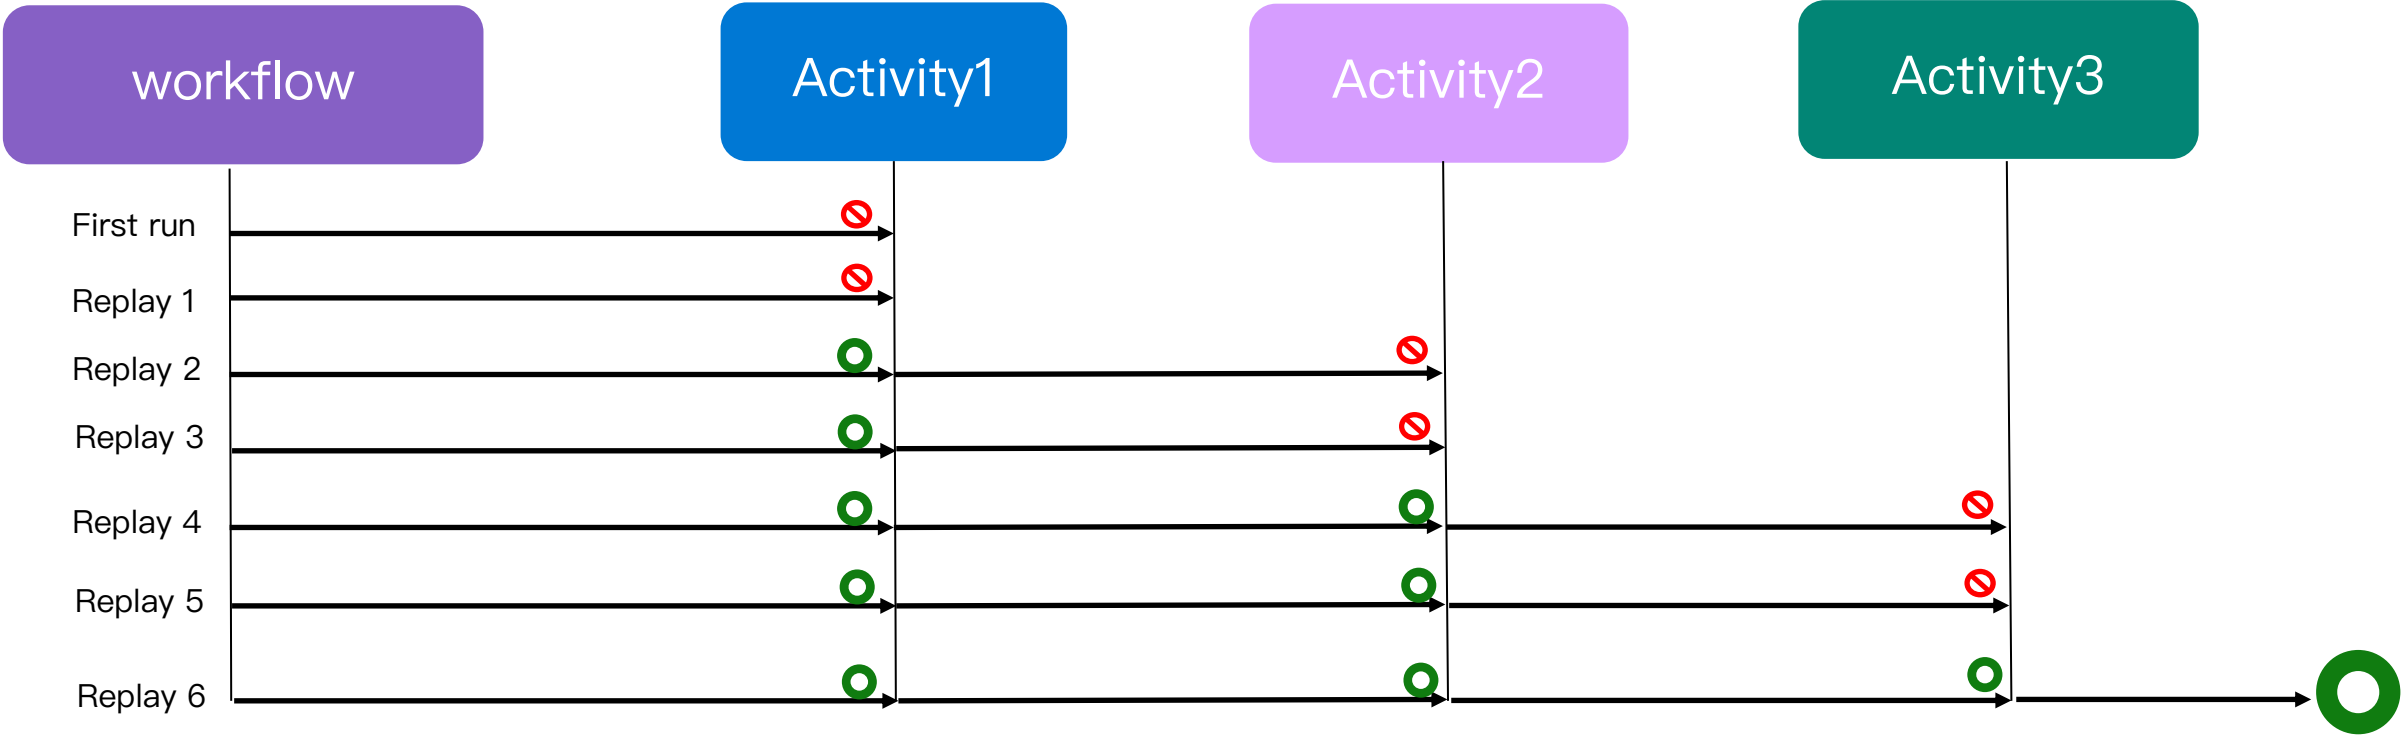 workflow
Activity1
Activity2
Activity3
First run
Replay 1
Replay 2
Replay 3
Replay 4
Replay 5
Replay 6